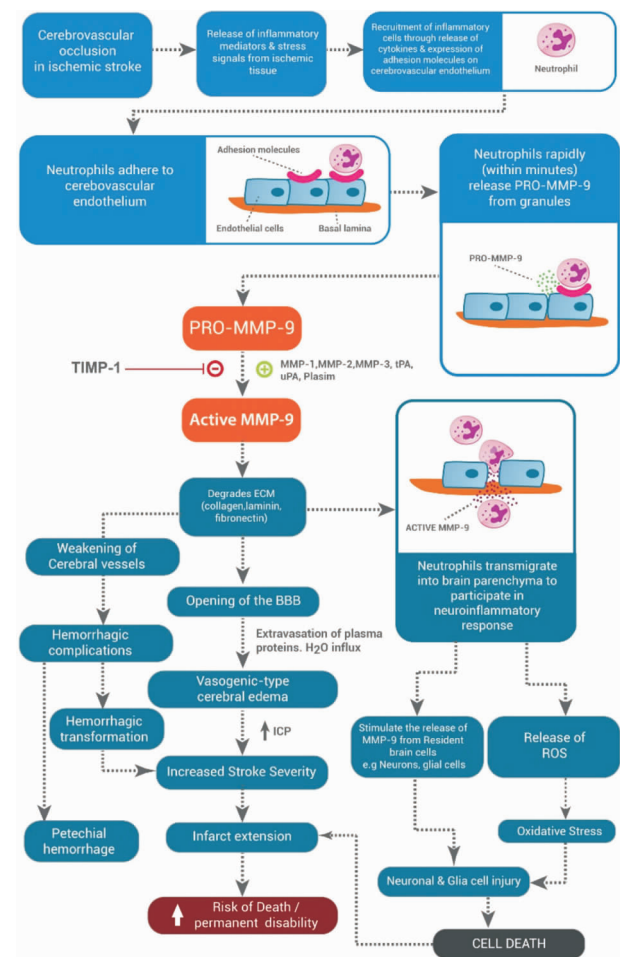 Cerebrovascular
occlusion
in ischemic stroke
Release of inflammatory
mediators & stress
signals from ischemic
tissue
Recruitment of inflammatory
cells through release of
cytokines & expression of
adhesion molecules on
cerebrovascular endothelium
Neutrophil
Neutrophils adhere to
cerebovascular
endothelium
Adhesion molecules
Endothelial cells
Basal lamina
Neutrophils rapidly
(within minutes)
release PRO-MMP-9
from granules
PRO-MMP-9
PRO-MMP-9
TIMP-1
MMP-1,MMP-2,MMP-3, tPA,
uPA, Plasim
Active MMP-9
Degrades ECM
(collagen,laminin,
fibronectin)
ACTIVE MMP-9
Neutrophils transmigrate
into brain parenchyma to
participate in
neuroinflammatory
response
Weakening of
Cerebral vessels
Opening of the BBB
Hemorrhagic
complications
Extravasation of plasma
proteins. H2O influx
Vasogenic-type
cerebral edema
Hemorrhagic
transformation
ICP
Stimulate the release of
MMP-9 from Resident
brain cells
e.g Neurons, glial cells
Release of
ROS
Increased Stroke Severity
Petechial
hemorrhage
Infarct extension
Oxidative Stress
Neuronal & Glia cell injury
Risk of Death /
permanent disability
CELL DEATH